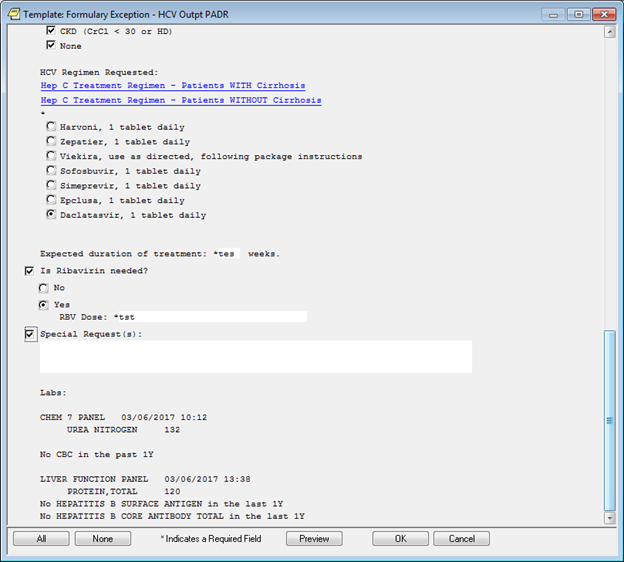 Template: Formulary Exception - HCV Outpt PADR
CKD (CrCl < 30 or HD)
None
HCV Regimen Requested:
Hep C Treatment Regimen - Patients WITH Cirrhosis
Hep C Treatment Regimen - Patients WITHOUT Cirrhosis
*
Harvoni, 1 tablet daily
Zepatier, 1 tablet daily
Viekira, use as directed, following package instructions
Sofosbuvir, 1 tablet daily
Simeprevir, 1 tablet daily
Epclusa, 1 tablet daily
Daclatasvir, 1 tablet daily
Expected duration of treatment: *tes weeks.
Is Ribavirin needed?
No
Yes
RBV Dose: *tst
Special Request(s):
Labs:
CHEM 7 PANEL 03/06/2017 10:12
UREA NITROGEN 132
No CBC in the past 1Y
LIVER FUNCTION PANEL 03/06/2017 13:38
PROTEIN,TOTAL 120
No HEPATITIS B SURFACE ANTIGEN in the last 1Y
No HEPATITIS B CORE ANTIBODY TOTAL in the last 1Y
All None * Indicates a Required Field Preview OK Cancel